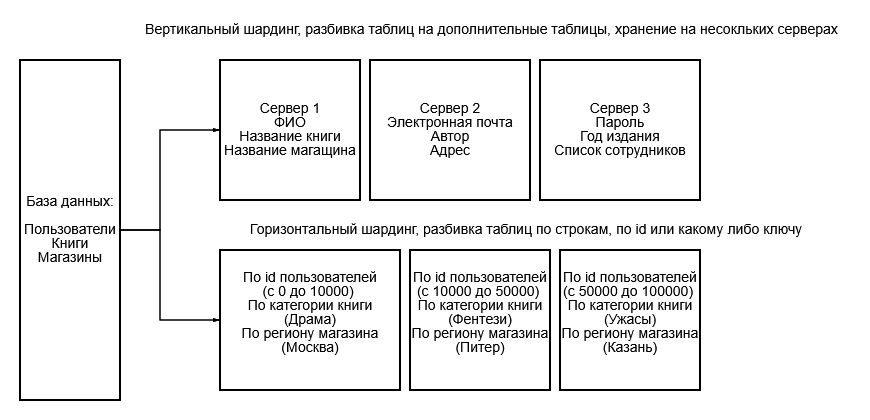 Вертикальный шардинг, разбивка таблиц на дополнительные таблицы, хранение на несокльких серверах
База данных:
Пользователи
Книги
Магазины
Сервер 1
ФИО
Название книги
Название магащина
Сервер 2
Электронная почта
Автор
Адрес
Сервер 3
Пароль
Год издания
Список сотрудников
Горизонтальный шардинг, разбивка таблиц по строкам, по id или какому либо ключу
По id пользователей
(с 0 до 10000)
По категории книги
(Драма)
По региону магазина
(Москва)
По id пользователей
(с 10000 до 50000)
По категории книги
(Фентези)
По региону магазина
(Питер)
По id пользователей
(с 50000 до 100000)
По категории книги
(Ужасы)
По региону магазина
(Казань)